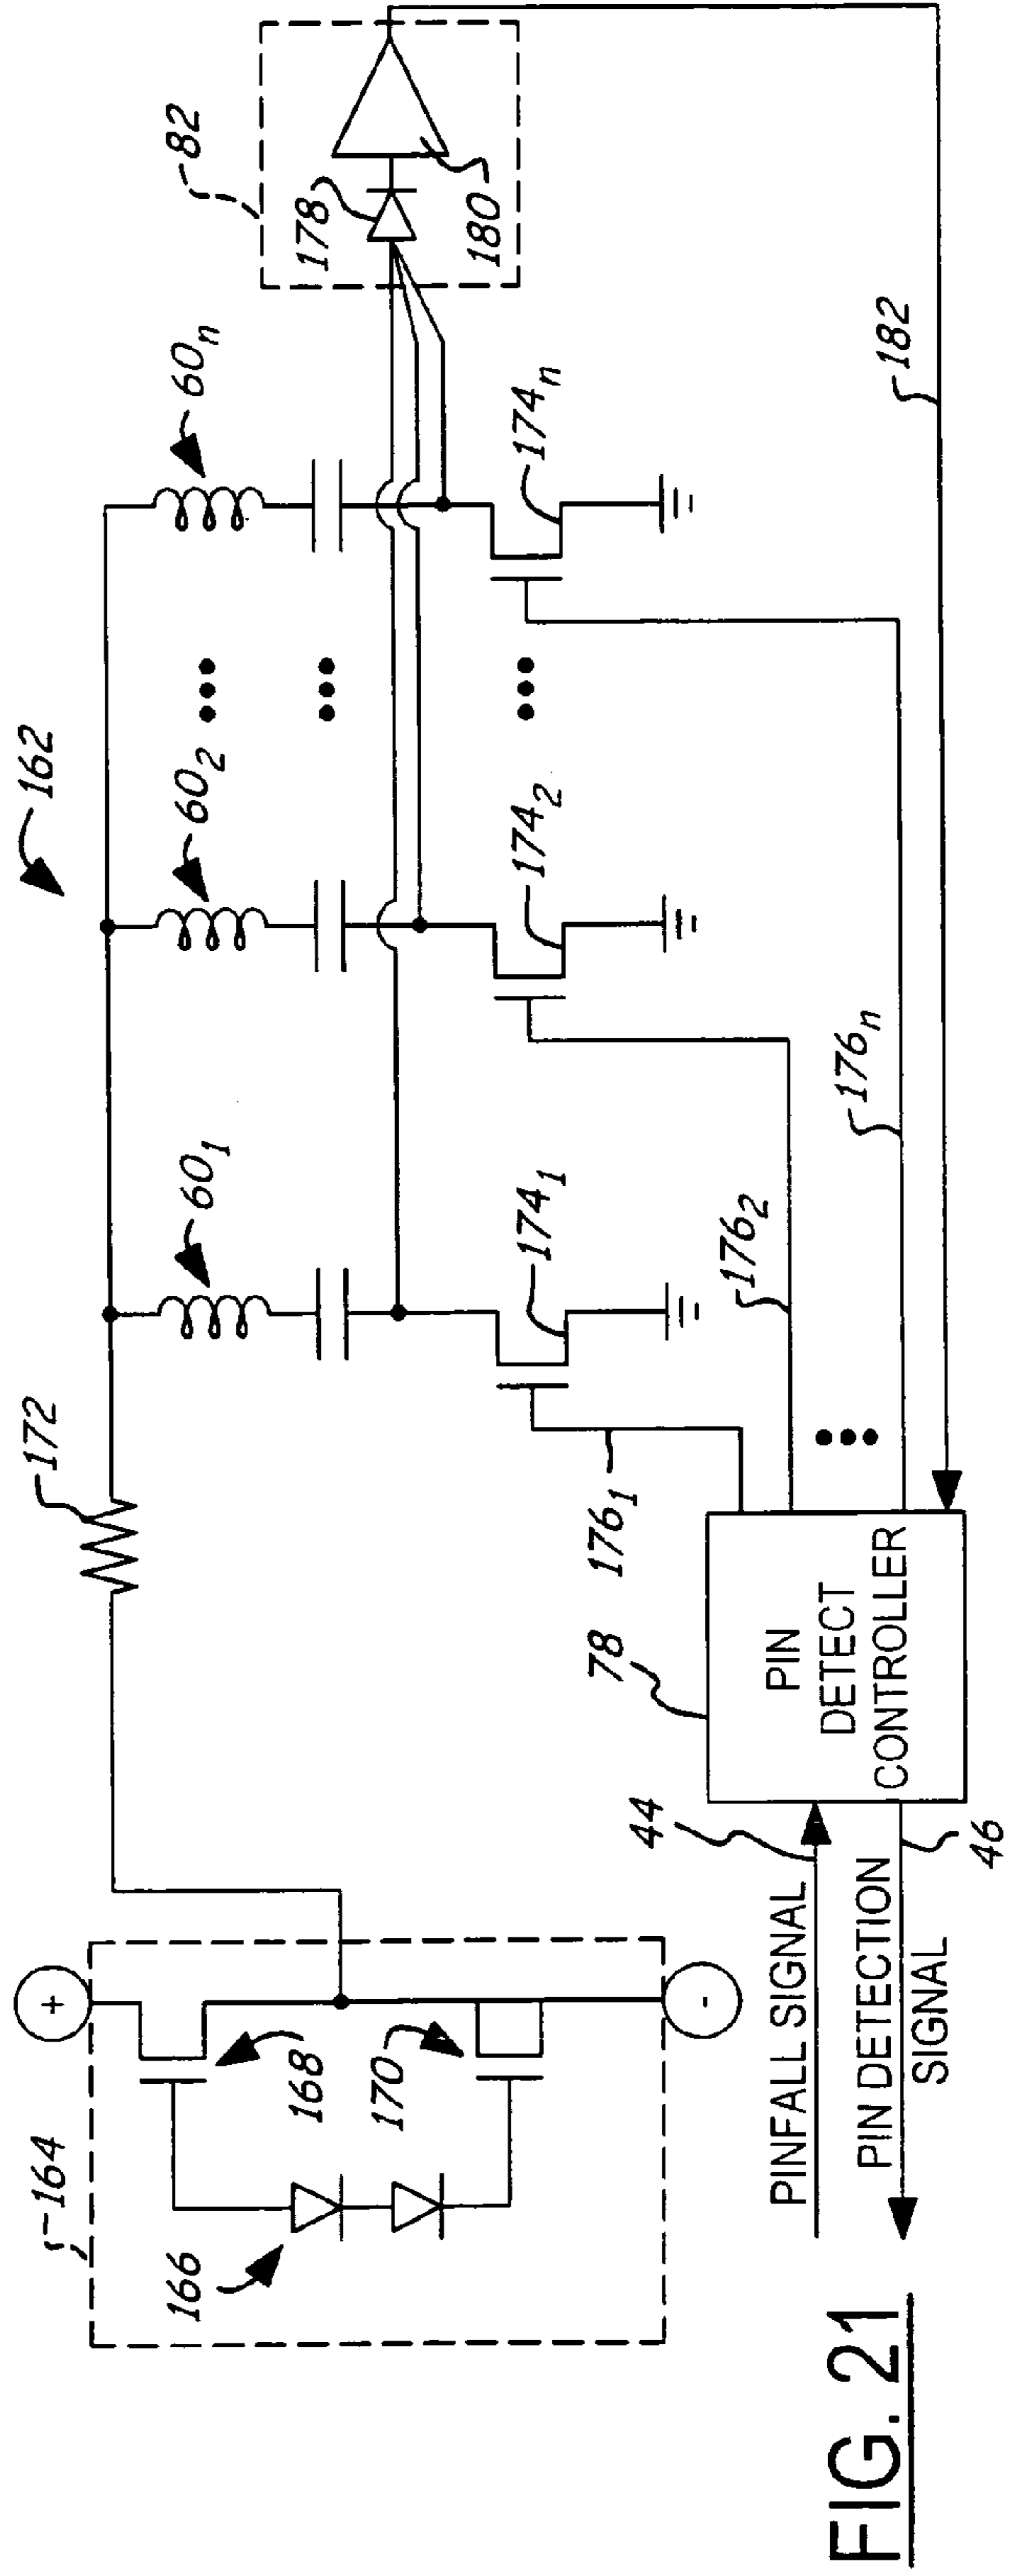 162
82
178
180
60₁
60₂
60ₙ
172
164
+
-
166
168
170
174₁
174₂
174ₙ
176₁
176₂
176ₙ
182
78
PIN
DETECT
CONTROLLER
44
PINFALL SIGNAL
PIN DETECTION
SIGNAL
46
FIG. 21